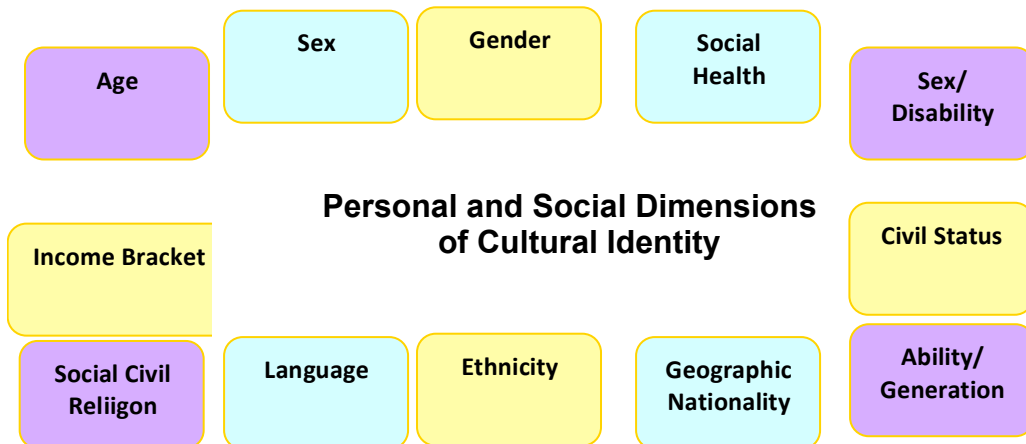 Age
Sex
Gender
Social
Health
Sex/
Disability
Personal and Social Dimensions
of Cultural Identity
Income Bracket
Civil Status
Social Civil
Reliigon
Language
Ethnicity
Geographic
Nationality
Ability/
Generation